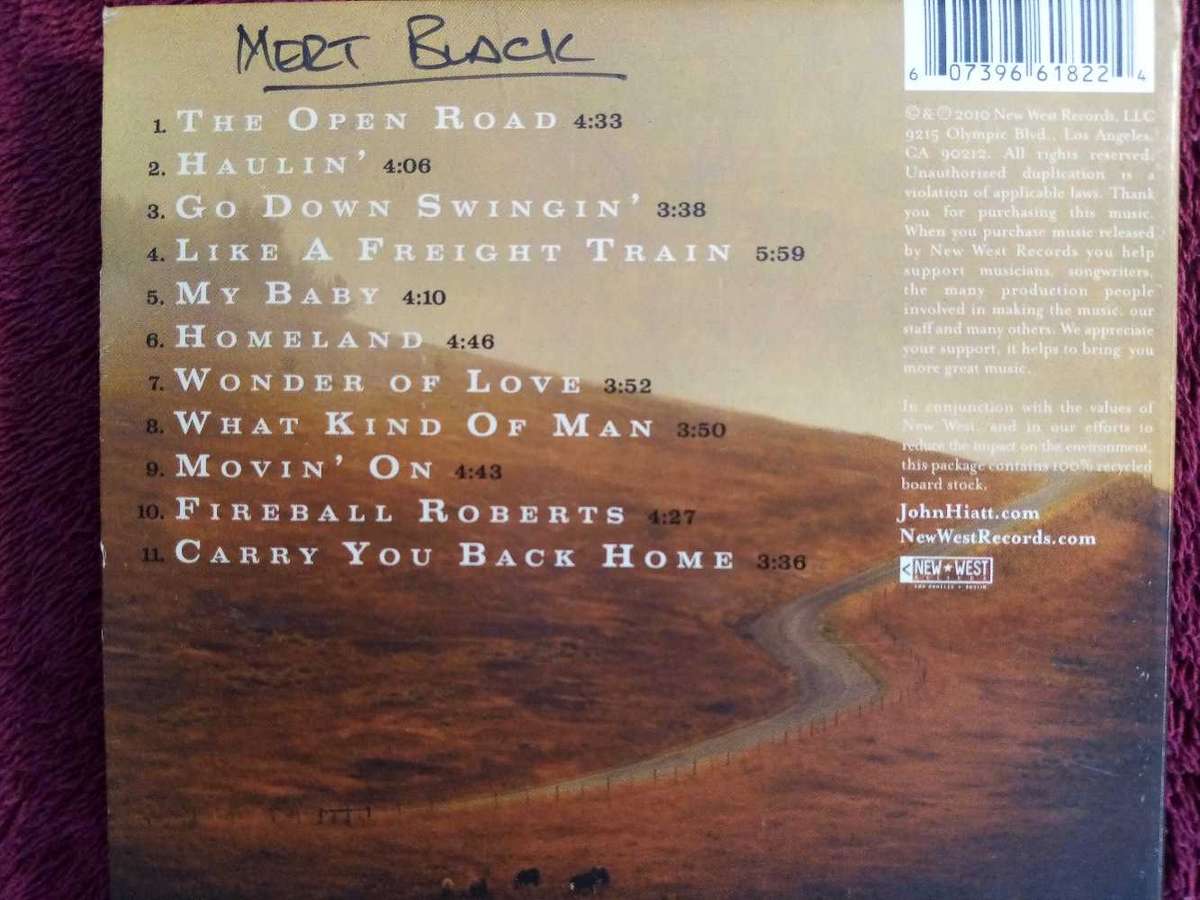 MERT BLACK
1. THE OPEN ROAD 4:33
2. HAULIN' 4:06
3. GO DOWN SWINGIN' 3:38
4. LIKE A FREIGHT TRAIN 5:59
5. MY BABY 4:10
6. HOMELAND 4:46
7. WONDER OF LOVE 3:52
8. WHAT KIND OF MAN 3:50
9. MOVIN' ON 4:43
10. FIREBALL ROBERTS 4:27
11. CARRY YOU BACK HOME 3:36
6 07396 61822 4
©&℗ 2010 New West Records, LLC
9215 Olympic Blvd., Los Angeles,
CA 90212. All rights reserved.
Unauthorized duplication is a
violation of applicable laws. Thank
you for purchasing this music.
When you purchase music released
by New West Records you help
support musicians, songwriters,
the many production people
involved in making the music, our
staff and many others. We appreciate
your support, it helps to bring you
more great music.
In conjunction with the values of
New West, and in our efforts to
reduce the impact on the environment,
this package contains 100% recycled
board stock.
JohnHiatt.com
NewWestRecords.com
NEW★WEST
RECORDS
LOS ANGELES • AUSTIN